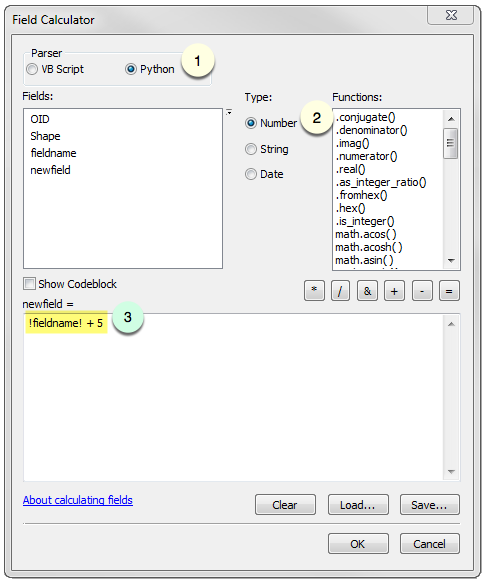 Field Calculator
Parser
VB Script
Python
1
Fields:
Type:
Functions:
OID
Shape
fieldname
newfield
Number
2
String
Date
.conjugate()
.denominator()
.imag()
.numerator()
.real()
.as_integer_ratio()
.fromhex()
.hex()
.is_integer()
math.acos( )
math.acosh( )
math.asin( )
Show Codeblock
* / & + - =
newfield =
!fieldname! + 5
3
About calculating fields
Clear
Load...
Save...
OK
Cancel